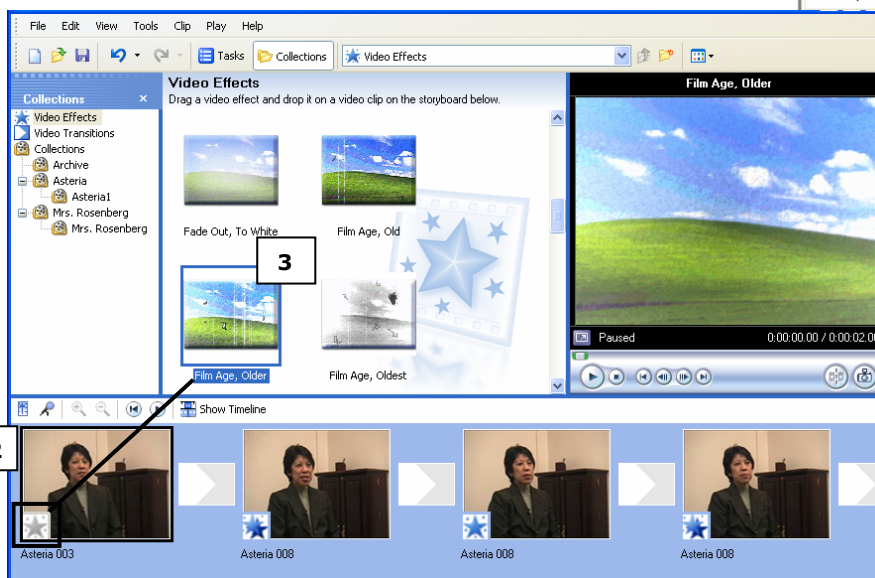 File Edit View Tools Clip Play Help
Tasks Collections Video Effects
Collections ×
Video Effects
Video Transitions
Collections
Archive
Asteria
Asteria1
Mrs. Rosenberg
Mrs. Rosenberg
Video Effects
Drag a video effect and drop it on a video clip on the storyboard below.
Fade Out, To White
Film Age, Old
3
Film Age, Older
Film Age, Oldest
Film Age, Older
Paused 0:00:00.00 / 0:00:02.00
Show Timeline
Asteria 003
Asteria 008
Asteria 008
Asteria 008